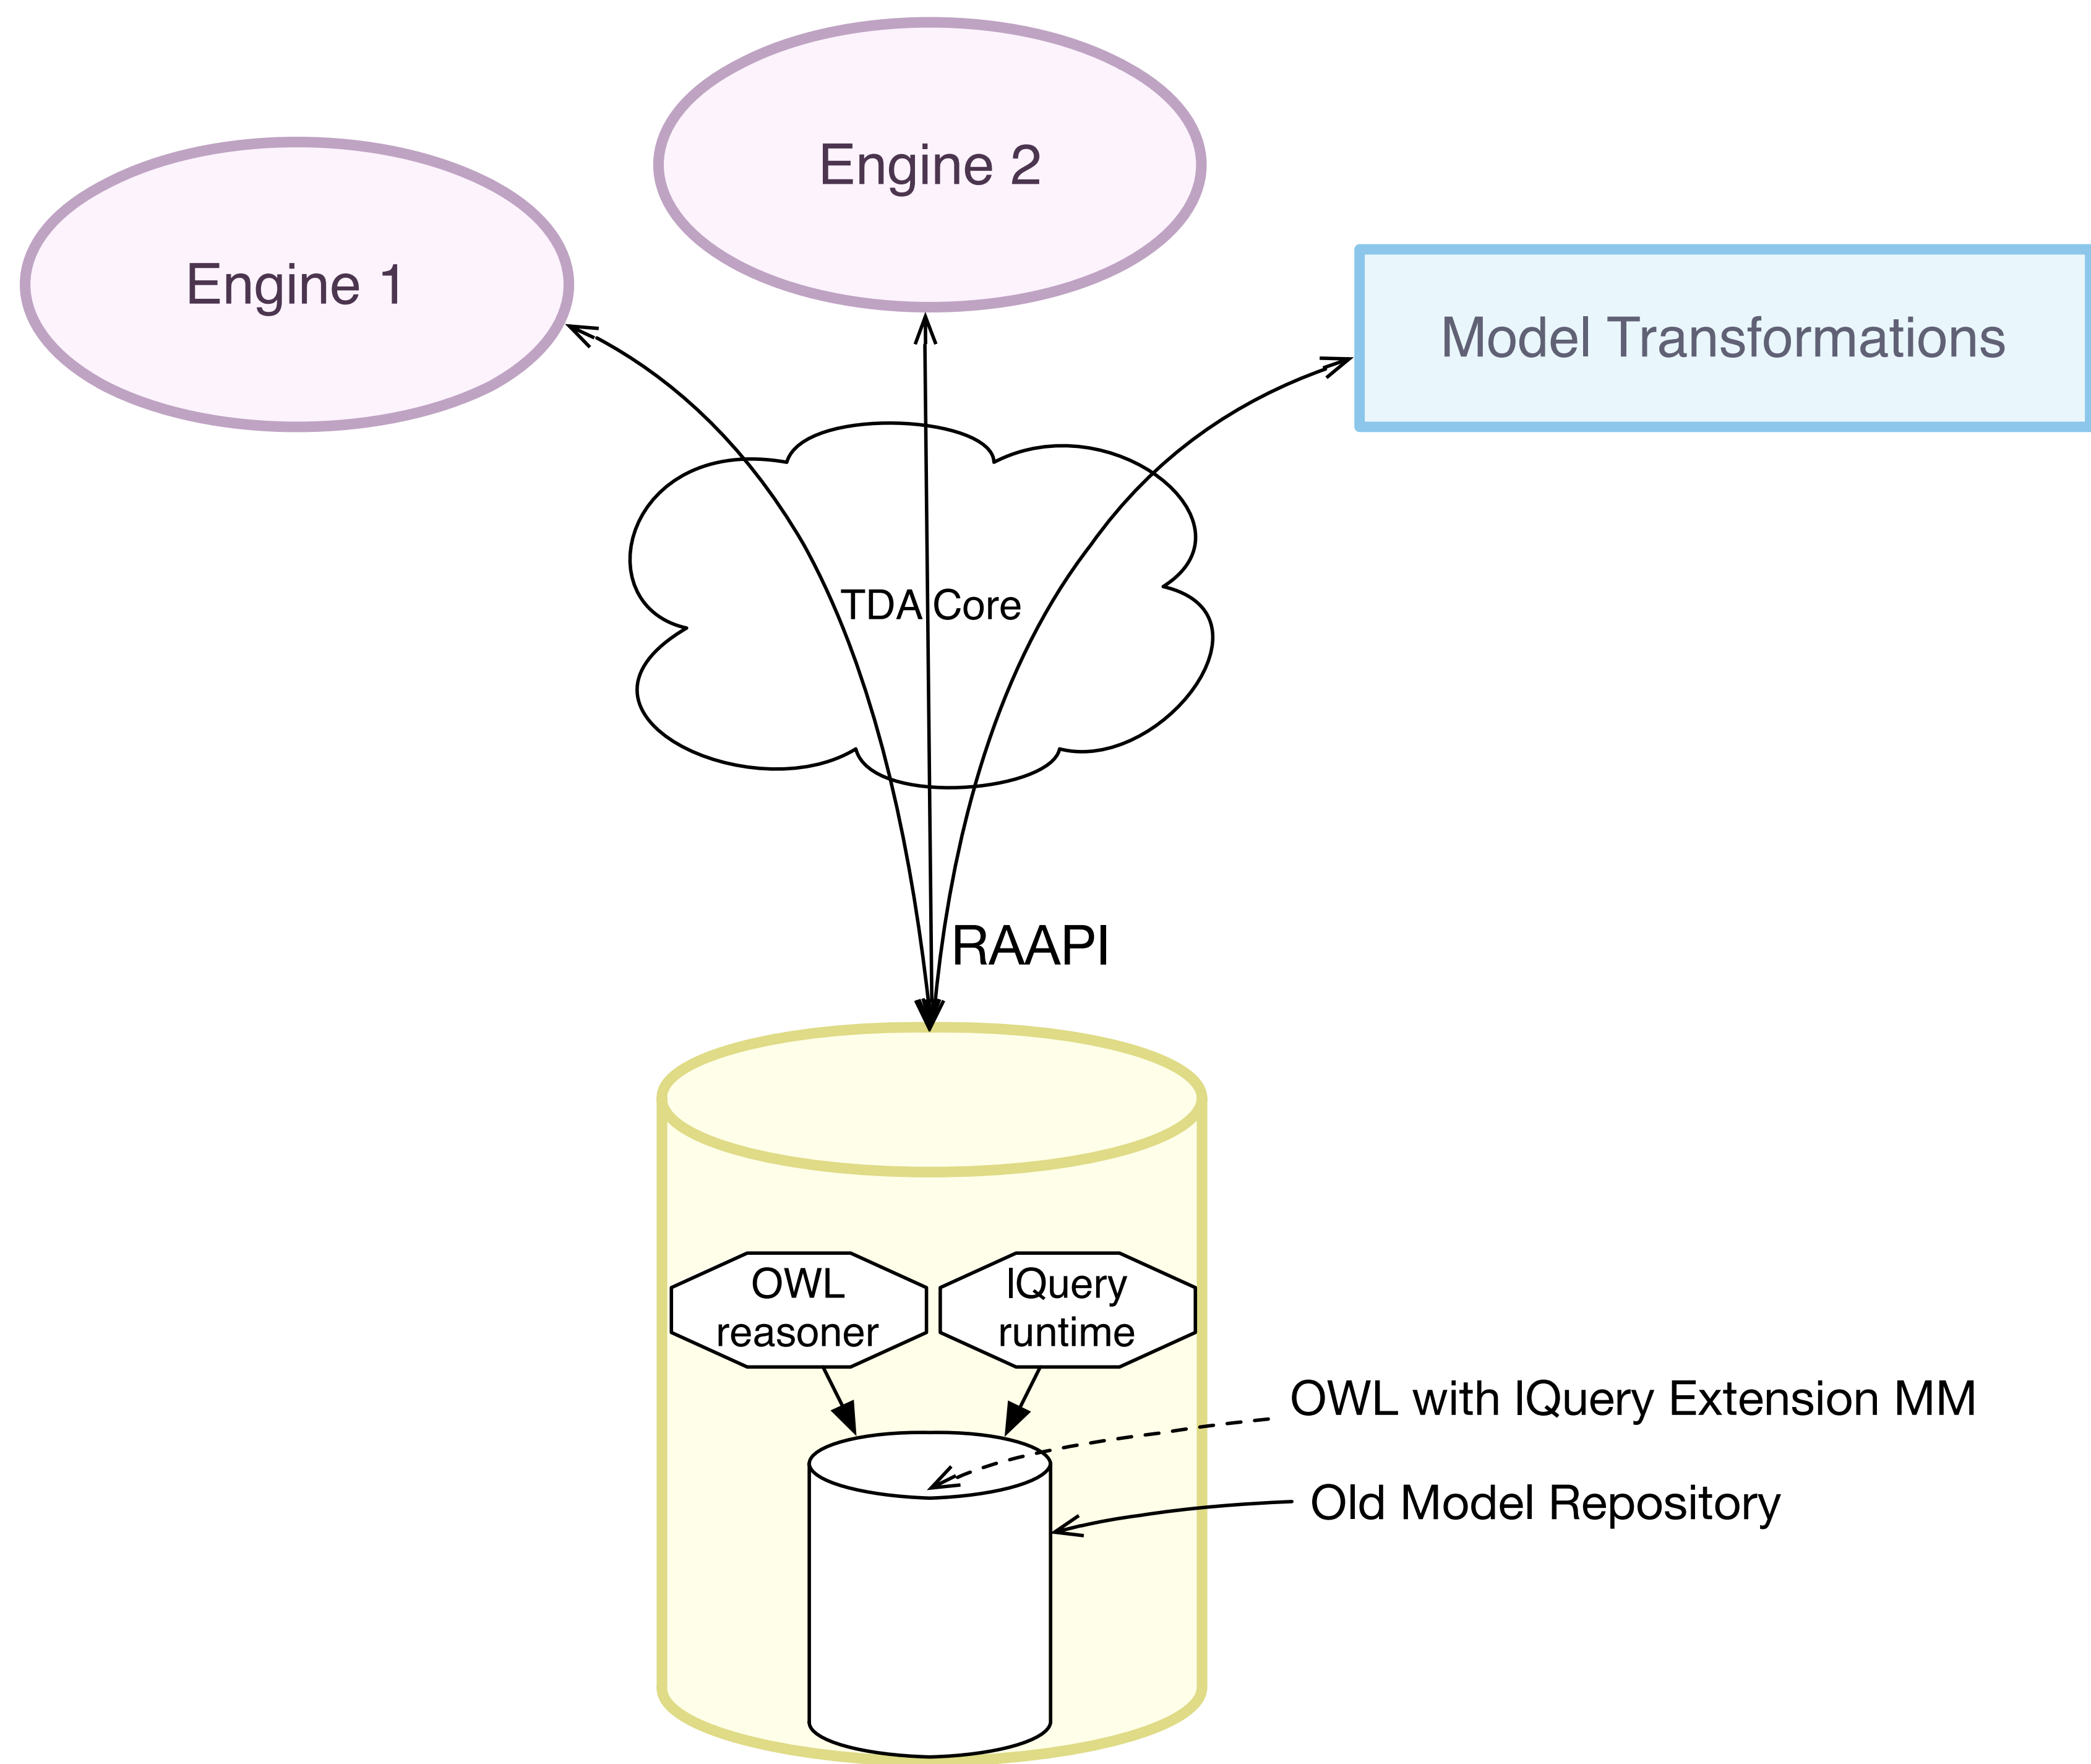 Engine 2
Engine 1
Model Transformations
TDA Core
RAAPI
OWL
reasoner
IQuery
runtime
OWL with IQuery Extension MM
Old Model Repository